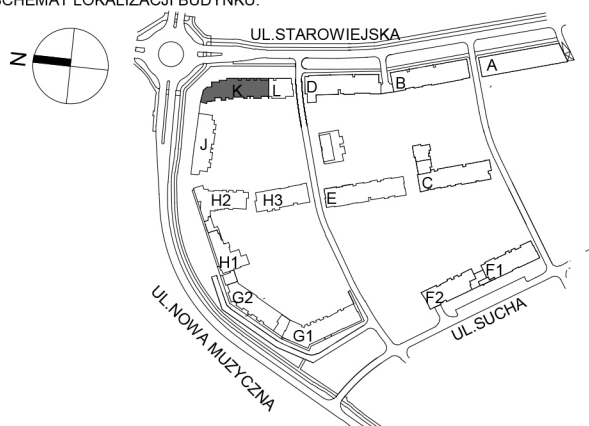 SCHEMAT LOKALIZACJI BUDYNKU:
UL.STAROWIEJSKA
N
A
B
D
L
K
J
C
E
H3
H2
H1
G2
G1
F1
F2
UL.SUCHA
UL.NOWA MUZYCZNA